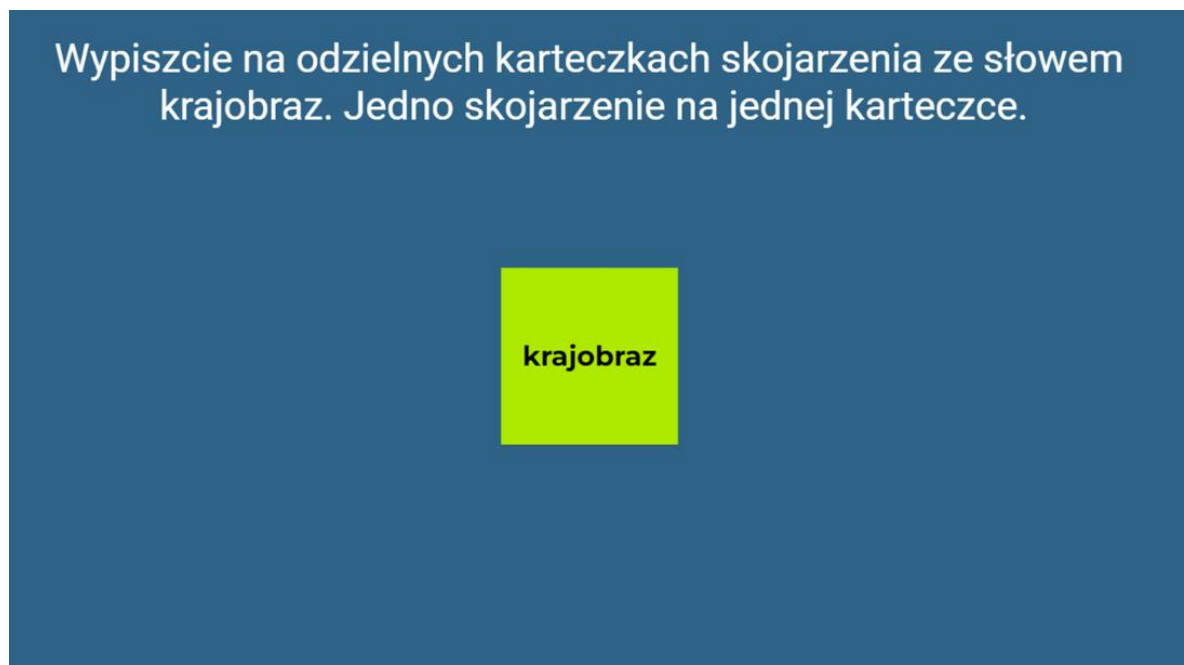 Wypiszcie na odzielnych karteczkach skojarzenia ze słowem
krajobraz. Jedno skojarzenie na jednej karteczce.
krajobraz